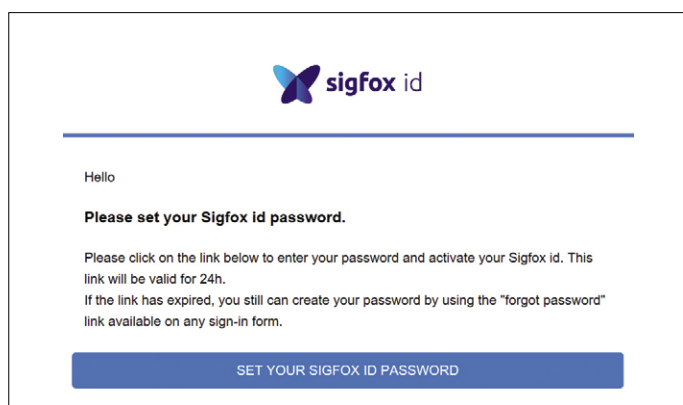 sigfox id
Hello
Please set your Sigfox id password.
Please click on the link below to enter your password and activate your Sigfox id. This
link will be valid for 24h.
If the link has expired, you still can create your password by using the "forgot password"
link available on any sign-in form.
SET YOUR SIGFOX ID PASSWORD